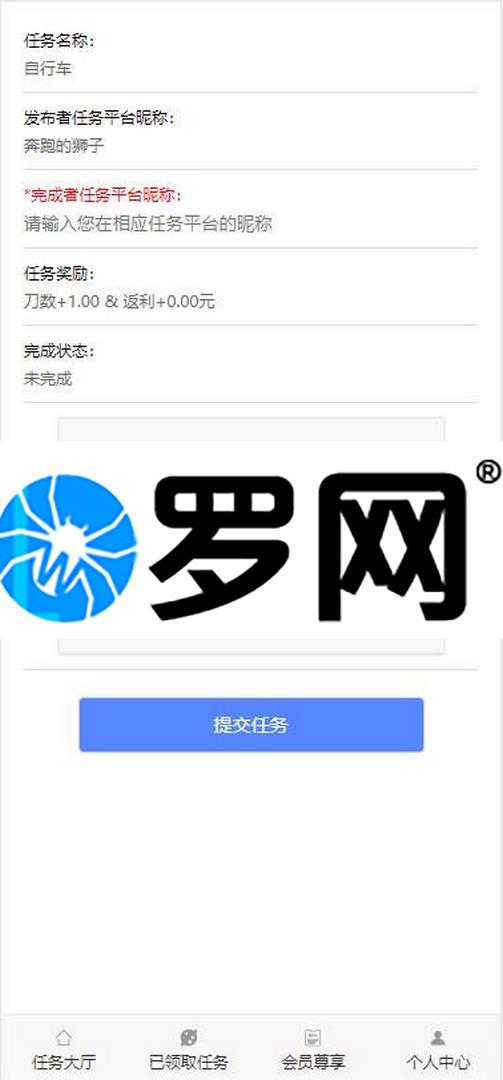 任务名称：
自行车
发布者任务平台昵称：
奔跑的狮子
*完成者任务平台昵称：
请输入您在相应任务平台的昵称
任务奖励：
刀数+1.00 & 返利+0.00元
完成状态：
未完成
罗网®
提交任务
任务大厅
已领取任务
会员尊享
个人中心